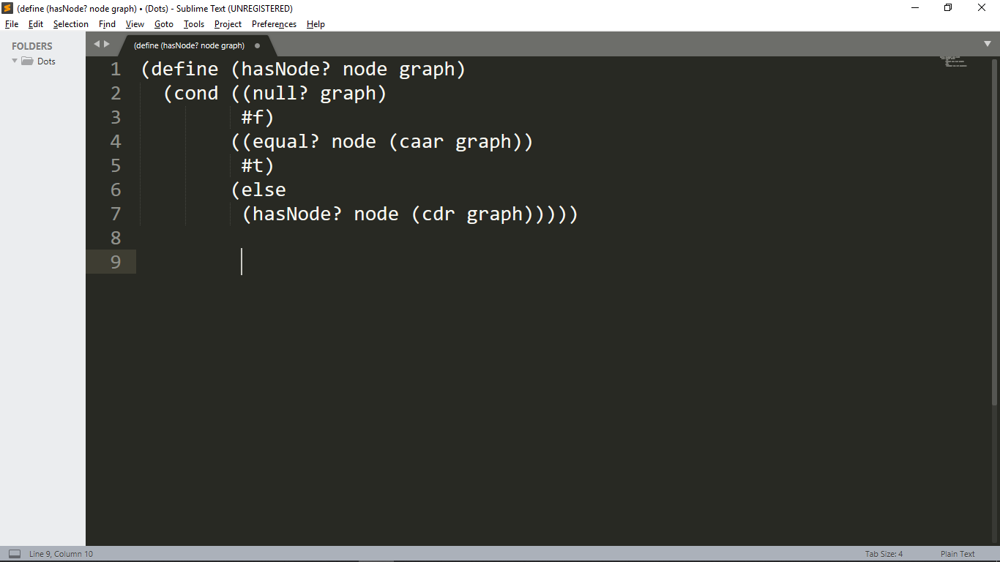 (define (hasNode? node graph) • (Dots) - Sublime Text (UNREGISTERED)
File Edit Selection Find View Goto Tools Project Preferences Help
FOLDERS
Dots
(define (hasNode? node graph)
1 (define (hasNode? node graph)
2 (cond ((null? graph)
3 #f)
4 ((equal? node (caar graph))
5 #t)
6 (else
7 (hasNode? node (cdr graph)))))
8
9
Line 9, Column 10
Tab Size: 4
Plain Text